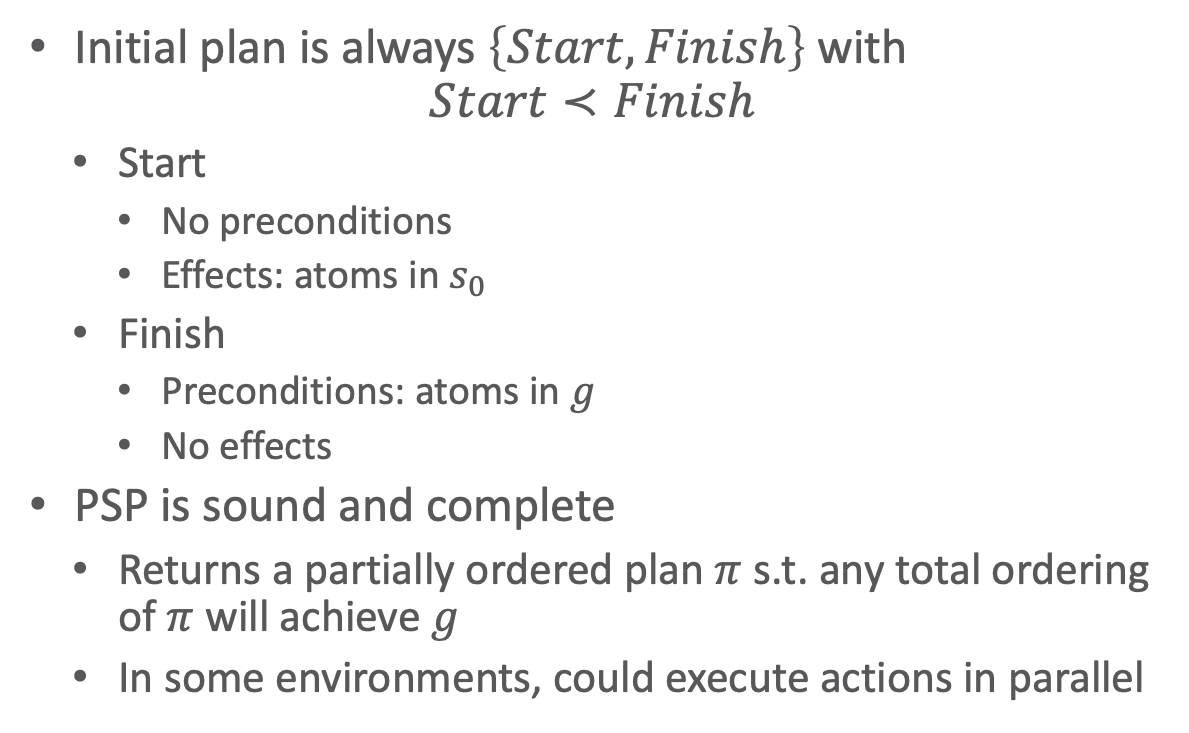 • Initial plan is always {Start, Finish} with
Start ≺ Finish
• Start
• No preconditions
• Effects: atoms in s₀
• Finish
• Preconditions: atoms in g
• No effects
• PSP is sound and complete
• Returns a partially ordered plan π s.t. any total ordering
of π will achieve g
• In some environments, could execute actions in parallel